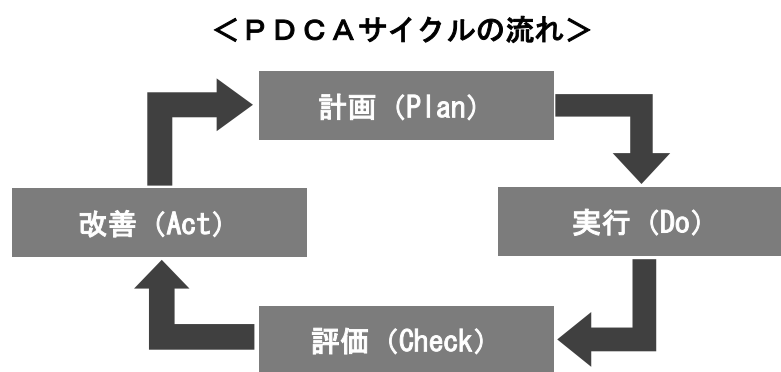 ＜ＰＤＣＡサイクルの流れ＞
計画（Plan）
改善（Act）
実行（Do）
評価（Check）